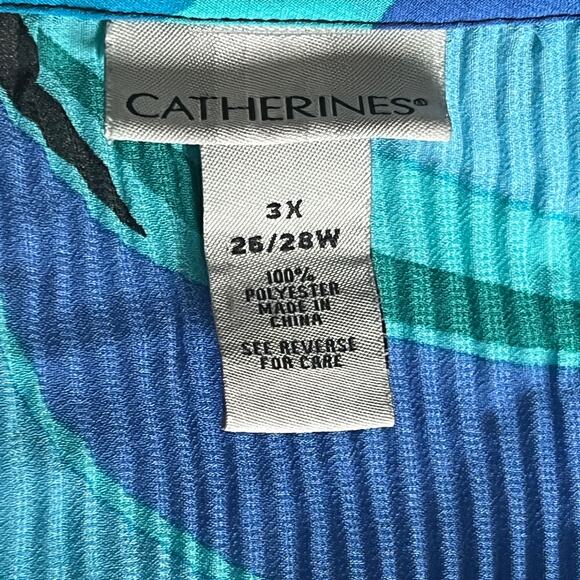 CATHERINES®
3X
26/28W
100%
POLYESTER
MADE IN
CHINA
SEE REVERSE
FOR CARE